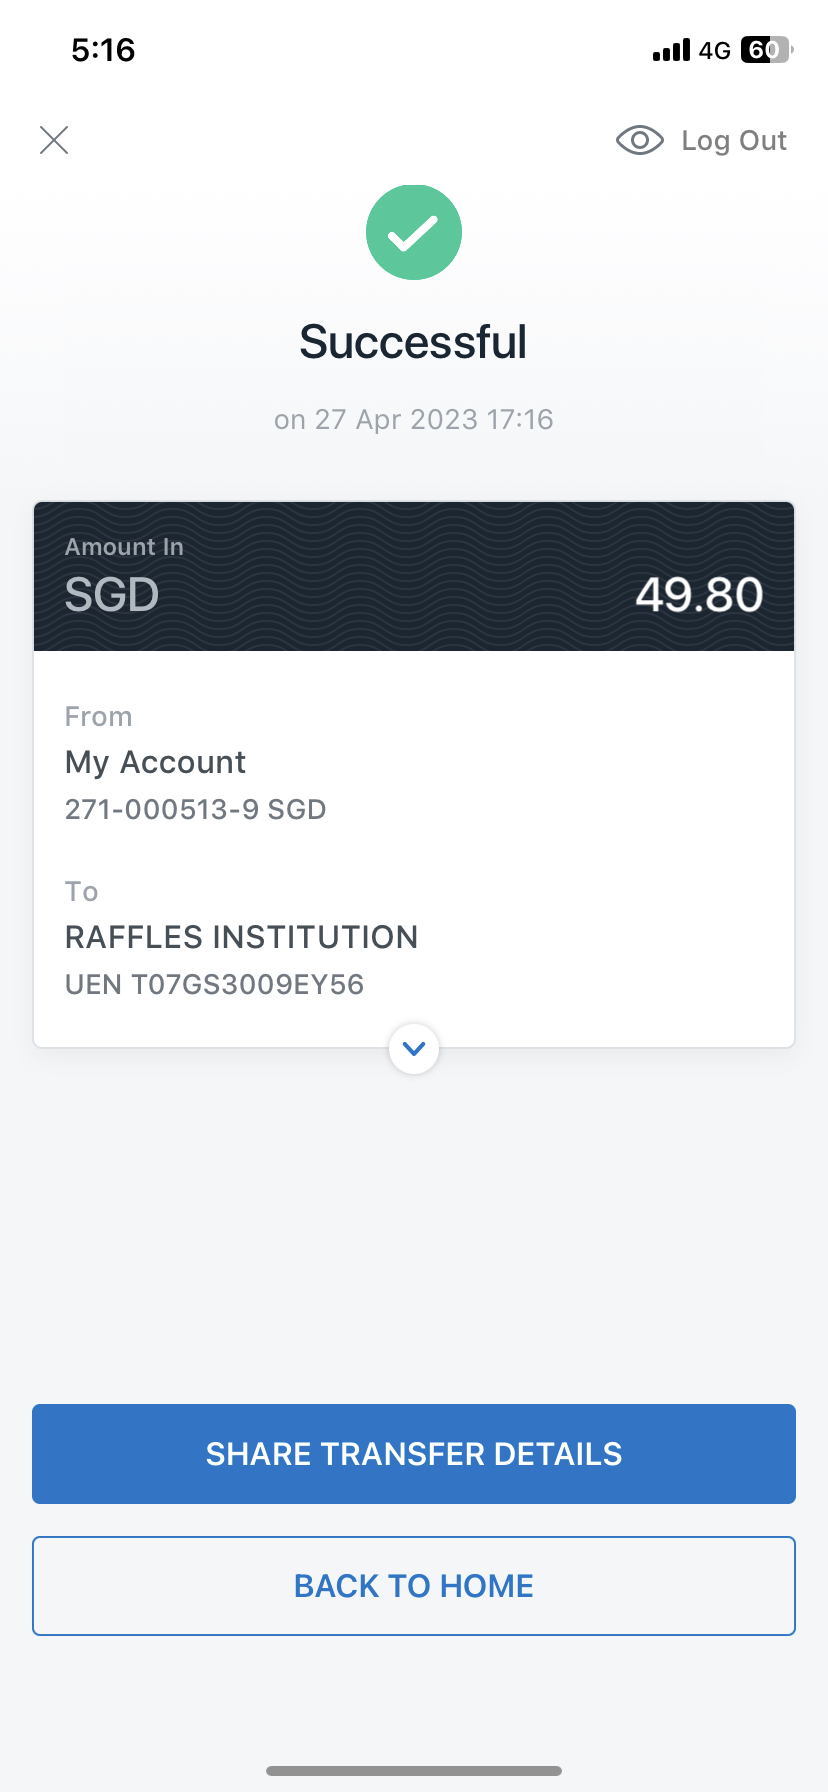 5:16
4G 60
Log Out
Successful
on 27 Apr 2023 17:16
Amount In
SGD 49.80
From
My Account
271-000513-9 SGD
To
RAFFLES INSTITUTION
UEN T07GS3009EY56
SHARE TRANSFER DETAILS
BACK TO HOME